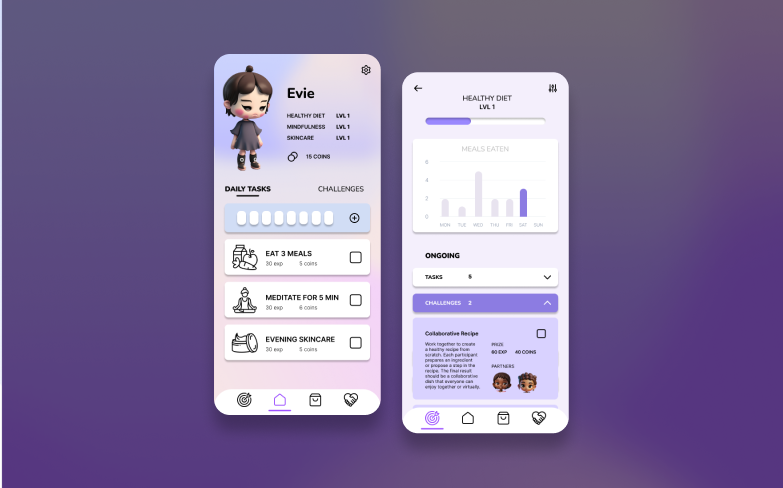 Evie
HEALTHY DIET LVL 1
MINDFULNESS LVL 1
SKINCARE LVL 1
15 COINS
DAILY TASKS CHALLENGES
EAT 3 MEALS
30 exp 5 coins
MEDITATE FOR 5 MIN
30 exp 6 coins
EVENING SKINCARE
30 exp 5 coins
HEALTHY DIET
LVL 1
MEALS EATEN
6
4
2
0
MON TUE WED THU FRI SAT SUN
ONGOING
TASKS 5
CHALLENGES 2
Collaborative Recipe
Work together to create
a healthy recipe from
scratch. Each participant
prepares an ingredient
or propose a step in the
recipe. The final result
should be a collaborative
dish that everyone can
enjoy together or virtually.
PRIZE
60 EXP 40 COINS
PARTNERS